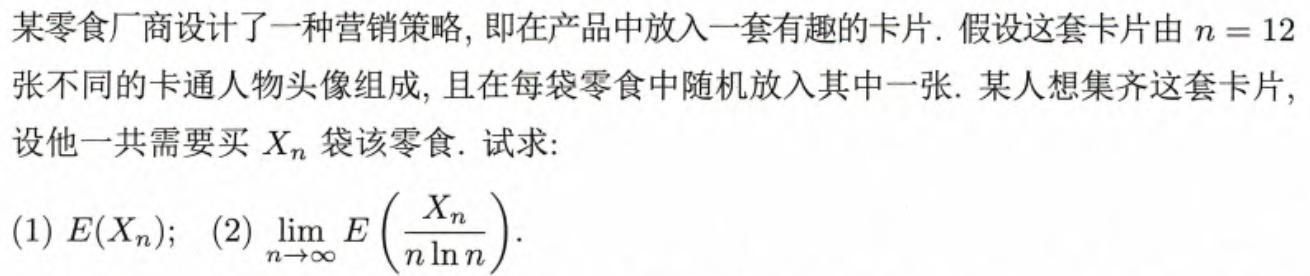 某零食厂商设计了一种营销策略, 即在产品中放入一套有趣的卡片. 假设这套卡片由 n = 12
张不同的卡通人物头像组成, 且在每袋零食中随机放入其中一张. 某人想集齐这套卡片,
设他一共需要买 Xₙ 袋该零食. 试求:
(1) E(Xₙ); (2) lim_{n→∞} E(Xₙ / (n ln n)).